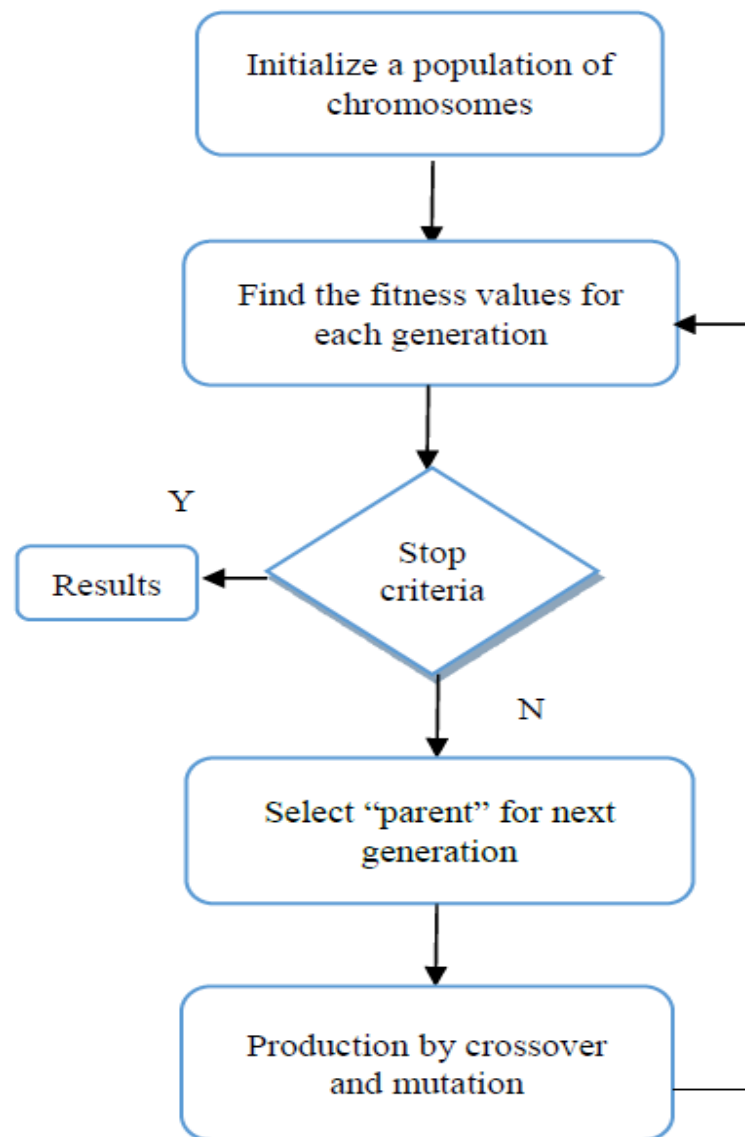 Initialize a population of
chromosomes
Find the fitness values for
each generation
Stop
criteria
Y
Results
N
Select “parent” for next
generation
Production by crossover
and mutation